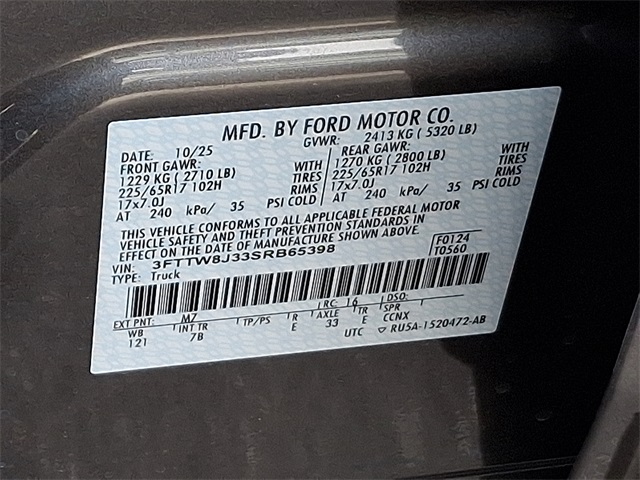 MFD. BY FORD MOTOR CO.
DATE: 10/25 GVWR: 2413 KG ( 5320 LB)
FRONT GAWR: REAR GAWR:
1229 KG ( 2710 LB) WITH 1270 KG ( 2800 LB) WITH
225/65R17 102H TIRES 225/65R17 102H TIRES
17x7.0J RIMS 17x7.0J RIMS
AT 240 kPa/ 35 PSI COLD AT 240 kPa/ 35 PSI COLD
THIS VEHICLE CONFORMS TO ALL APPLICABLE FEDERAL MOTOR
VEHICLE SAFETY AND THEFT PREVENTION STANDARDS IN
EFFECT ON THE DATE OF MANUFACTURE SHOWN ABOVE.
VIN: 3FTTW8J33SRB65398 F0124
TYPE: Truck T0560
EXT PNT: M7 RC: 16 DSO:
WB INT TR TP/PS R AXLE TR SPR
121 7B E 33 E CCNX
UTC ▽ RU5A-1520472-AB